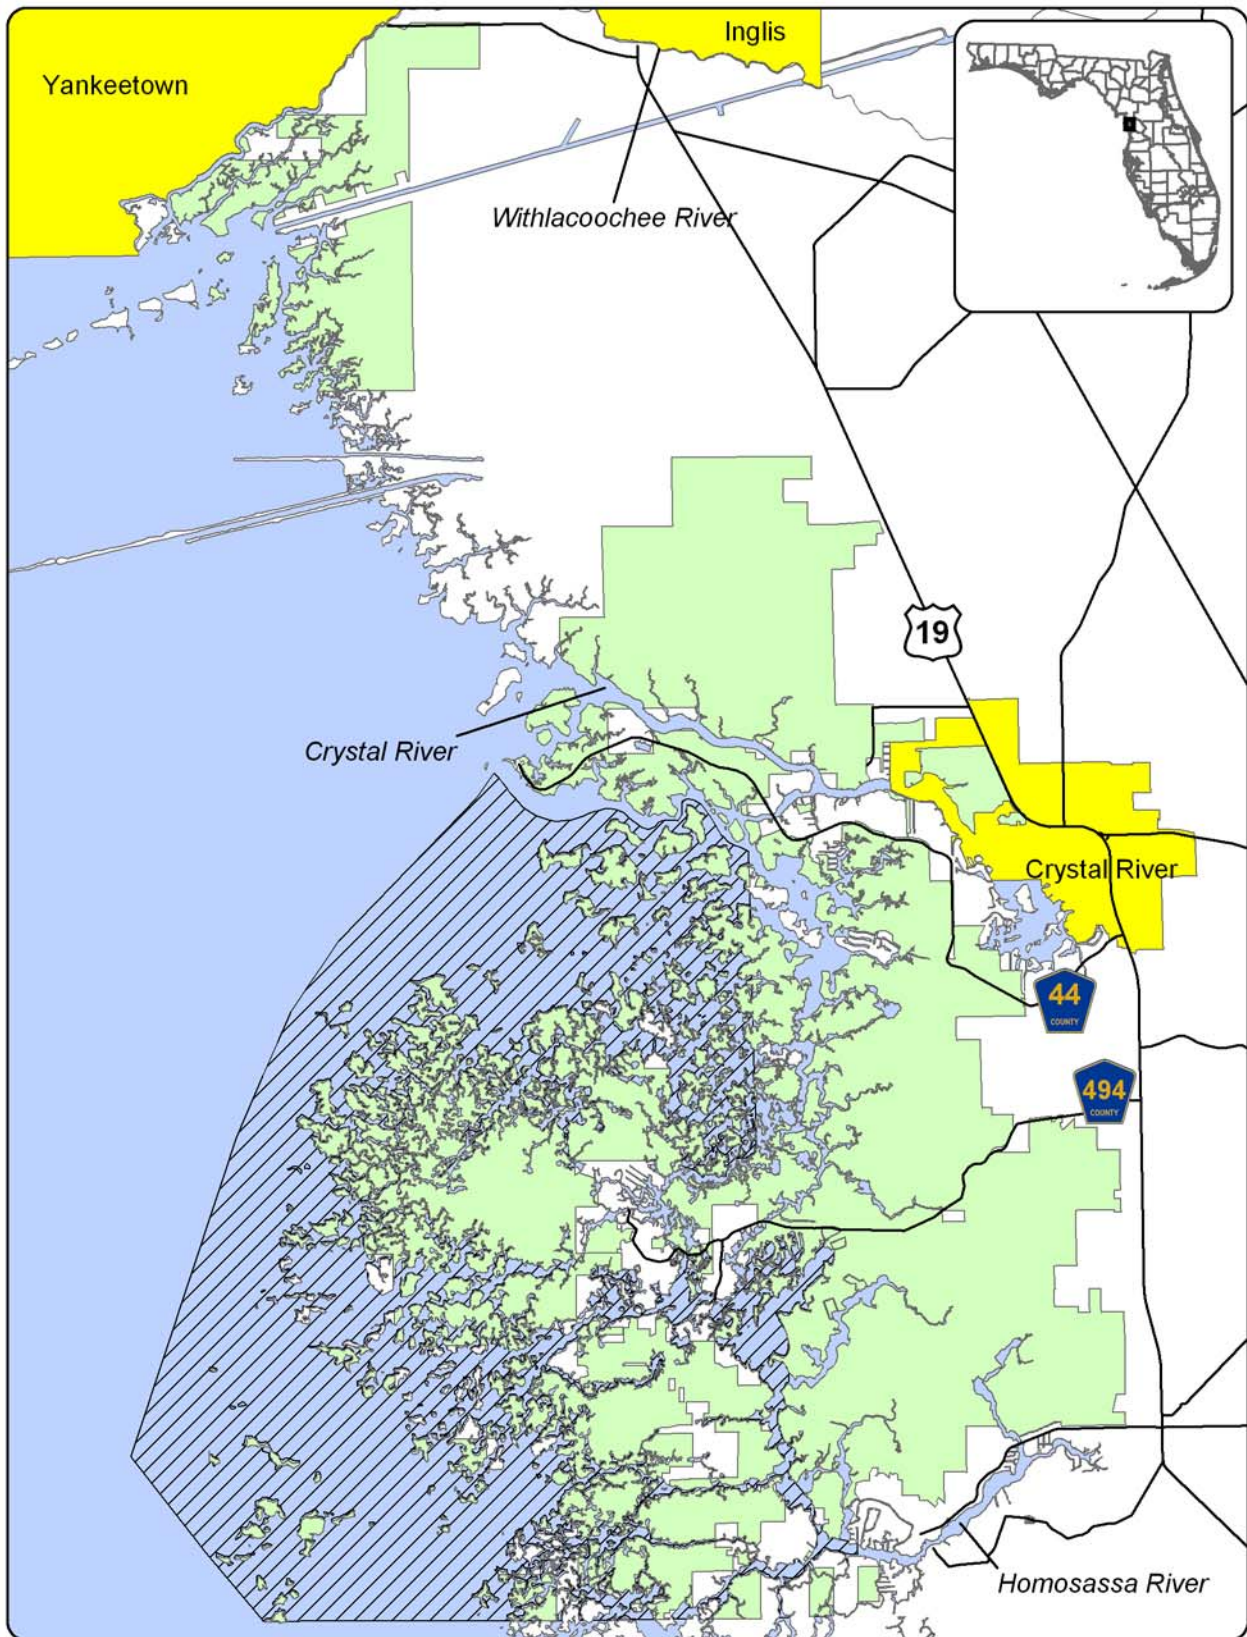 Inglis
Yankeetown
Withlacoochee River
19
Crystal River
Crystal River
44
COUNTY
494
COUNTY
Homosassa River